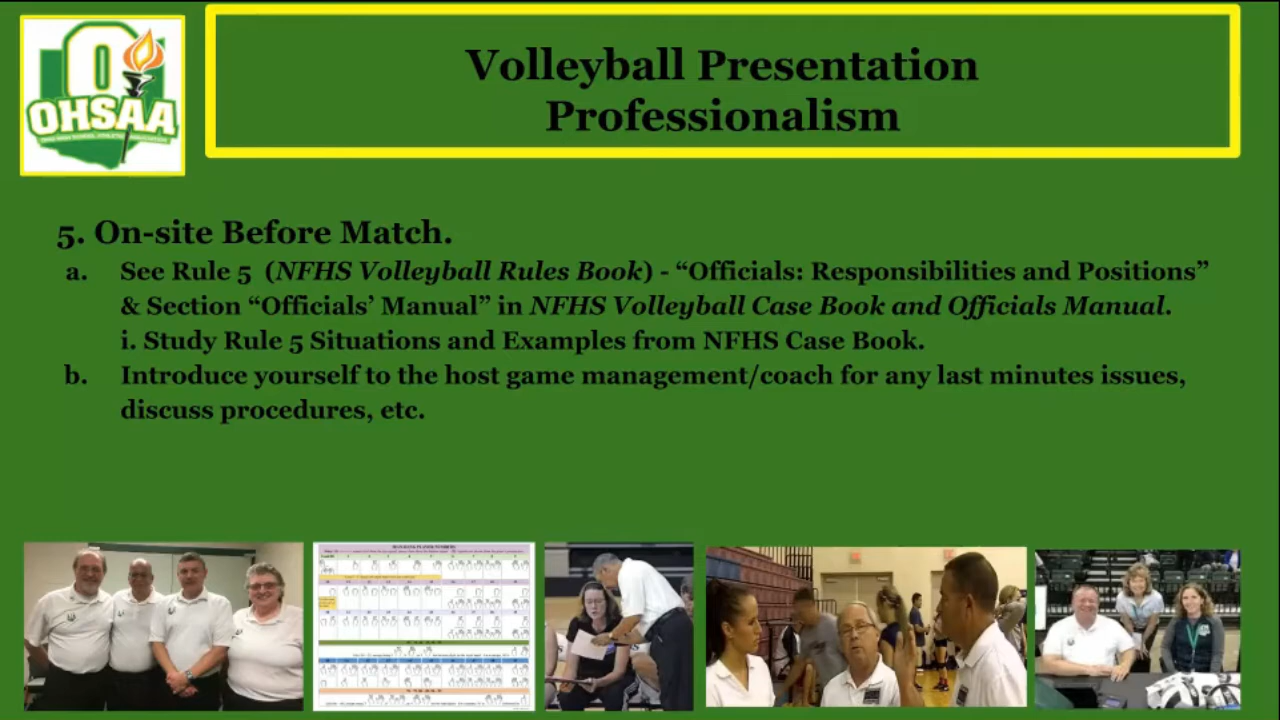 OHSAA
Volleyball Presentation
Professionalism
5. On-site Before Match.
a. See Rule 5 (NFHS Volleyball Rules Book) - “Officials: Responsibilities and Positions”
& Section “Officials’ Manual” in NFHS Volleyball Case Book and Officials Manual.
i. Study Rule 5 Situations and Examples from NFHS Case Book.
b. Introduce yourself to the host game management/coach for any last minutes issues,
discuss procedures, etc.